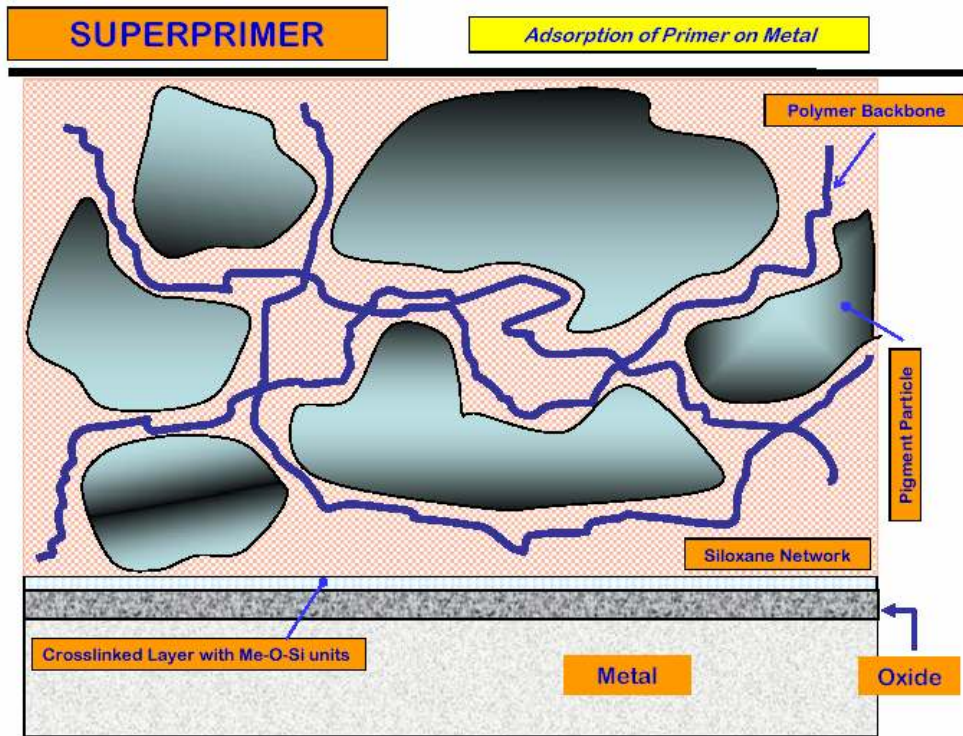 SUPERPRIMER
Adsorption of Primer on Metal
Polymer Backbone
Pigment Particle
Siloxane Network
Crosslinked Layer with Me-O-Si units
Metal
Oxide